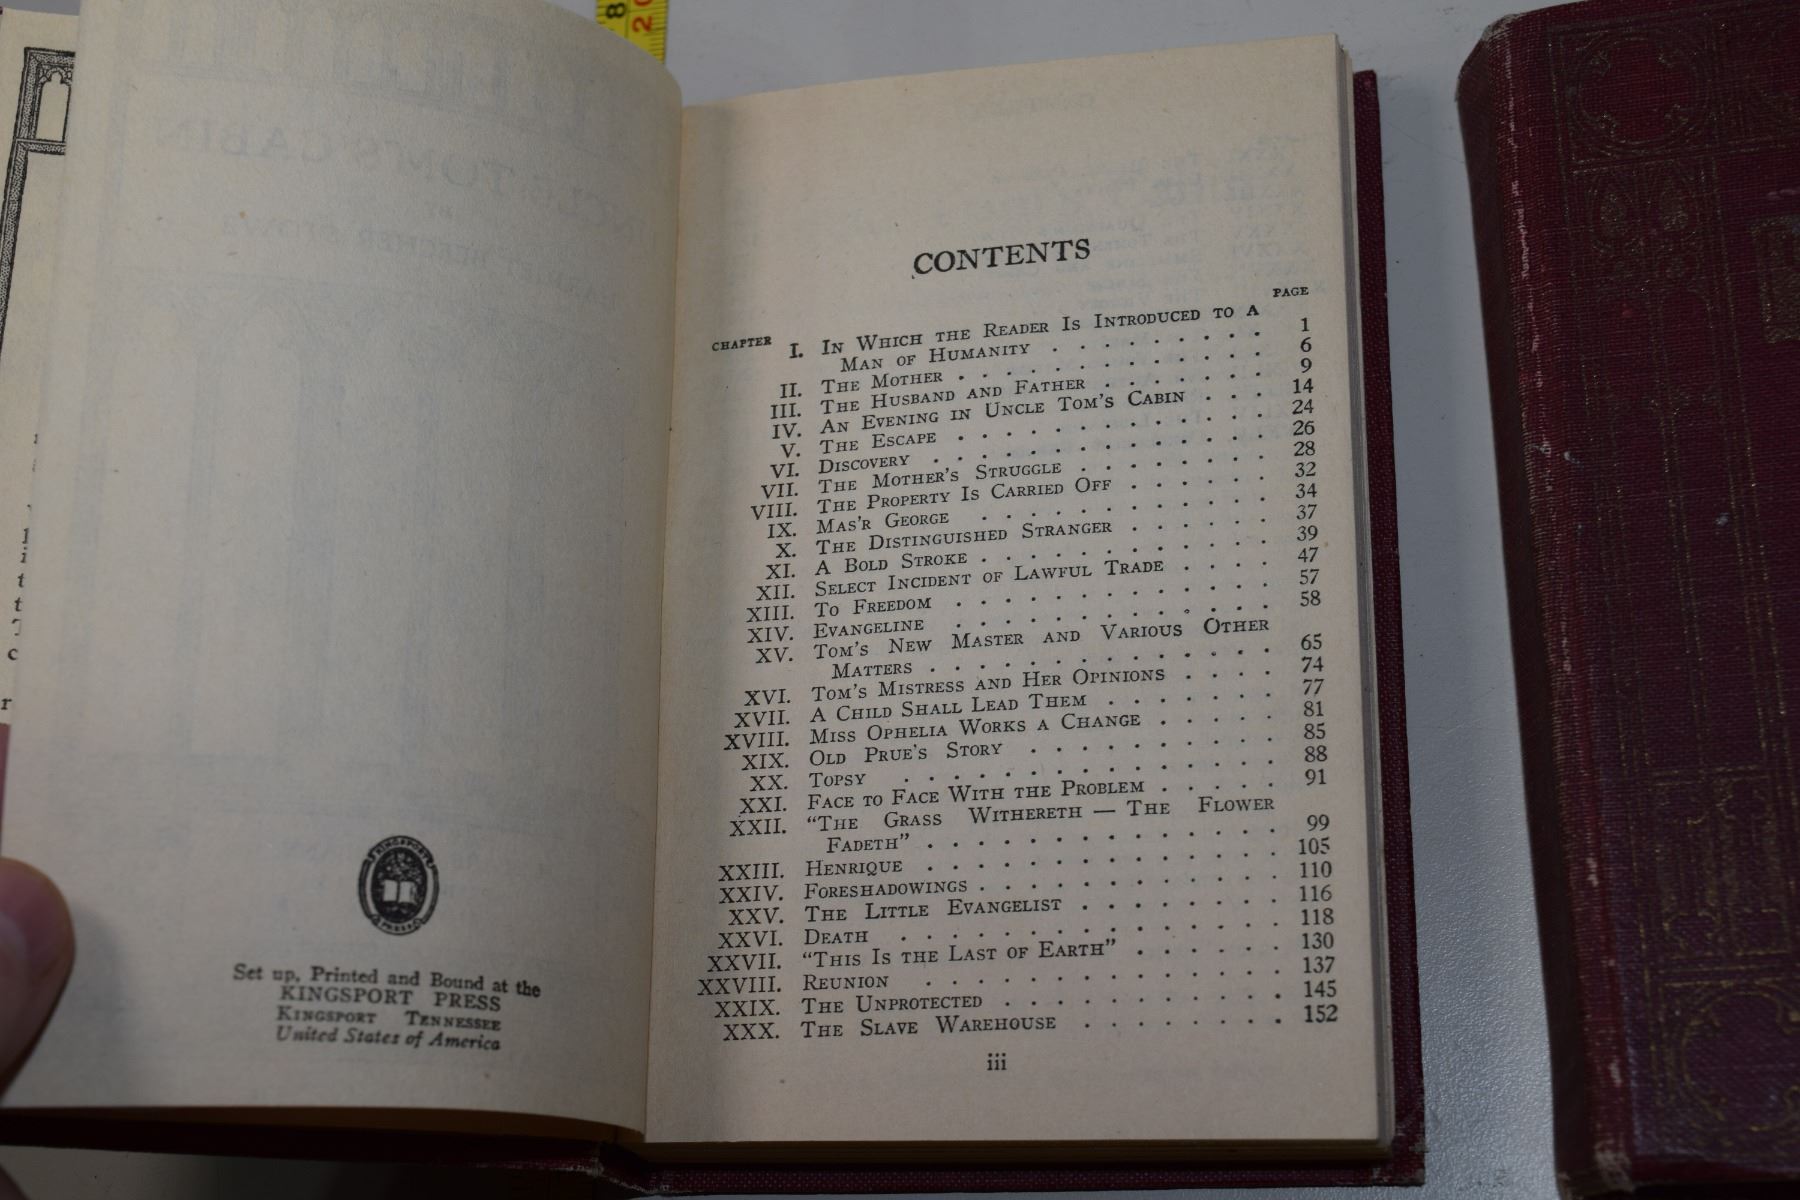 Set up, Printed and Bound at the
KINGSPORT PRESS
KINGSPORT TENNESSEE
United States of America
KINGSPORT
PRESS
CONTENTS
CHAPTER PAGE
I. IN WHICH THE READER IS INTRODUCED TO A
MAN OF HUMANITY . . . . . . . . . 1
II. THE MOTHER . . . . . . . . . . . . 6
III. THE HUSBAND AND FATHER . . . . . . . 9
IV. AN EVENING IN UNCLE TOM'S CABIN . . . 14
V. THE ESCAPE . . . . . . . . . . . . . 24
VI. DISCOVERY . . . . . . . . . . . . . . 26
VII. THE MOTHER'S STRUGGLE . . . . . . . . 28
VIII. THE PROPERTY IS CARRIED OFF . . . . . . 32
IX. MAS'R GEORGE . . . . . . . . . . . . 34
X. THE DISTINGUISHED STRANGER . . . . . . 37
XI. A BOLD STROKE . . . . . . . . . . . . 39
XII. SELECT INCIDENT OF LAWFUL TRADE . . . . 47
XIII. TO FREEDOM . . . . . . . . . . . . . 57
XIV. EVANGELINE . . . . . . . . . . . . . 58
XV. TOM'S NEW MASTER AND VARIOUS OTHER
MATTERS . . . . . . . . . . . . . . 65
XVI. TOM'S MISTRESS AND HER OPINIONS . . . . 74
XVII. A CHILD SHALL LEAD THEM . . . . . . . 77
XVIII. MISS OPHELIA WORKS A CHANGE . . . . . 81
XIX. OLD PRUE'S STORY . . . . . . . . . . . 85
XX. TOPSY . . . . . . . . . . . . . . . . 88
XXI. FACE TO FACE WITH THE PROBLEM . . . . . 91
XXII. "THE GRASS WITHERETH — THE FLOWER
FADETH" . . . . . . . . . . . . . . . 99
XXIII. HENRIQUE . . . . . . . . . . . . . . . 105
XXIV. FORESHADOWINGS . . . . . . . . . . . . . 110
XXV. THE LITTLE EVANGELIST . . . . . . . . . 116
XXVI. DEATH . . . . . . . . . . . . . . . . 118
XXVII. "THIS IS THE LAST OF EARTH" . . . . . . 130
XXVIII. REUNION . . . . . . . . . . . . . . . 137
XXIX. THE UNPROTECTED . . . . . . . . . . . . 145
XXX. THE SLAVE WAREHOUSE . . . . . . . . . 152
iii